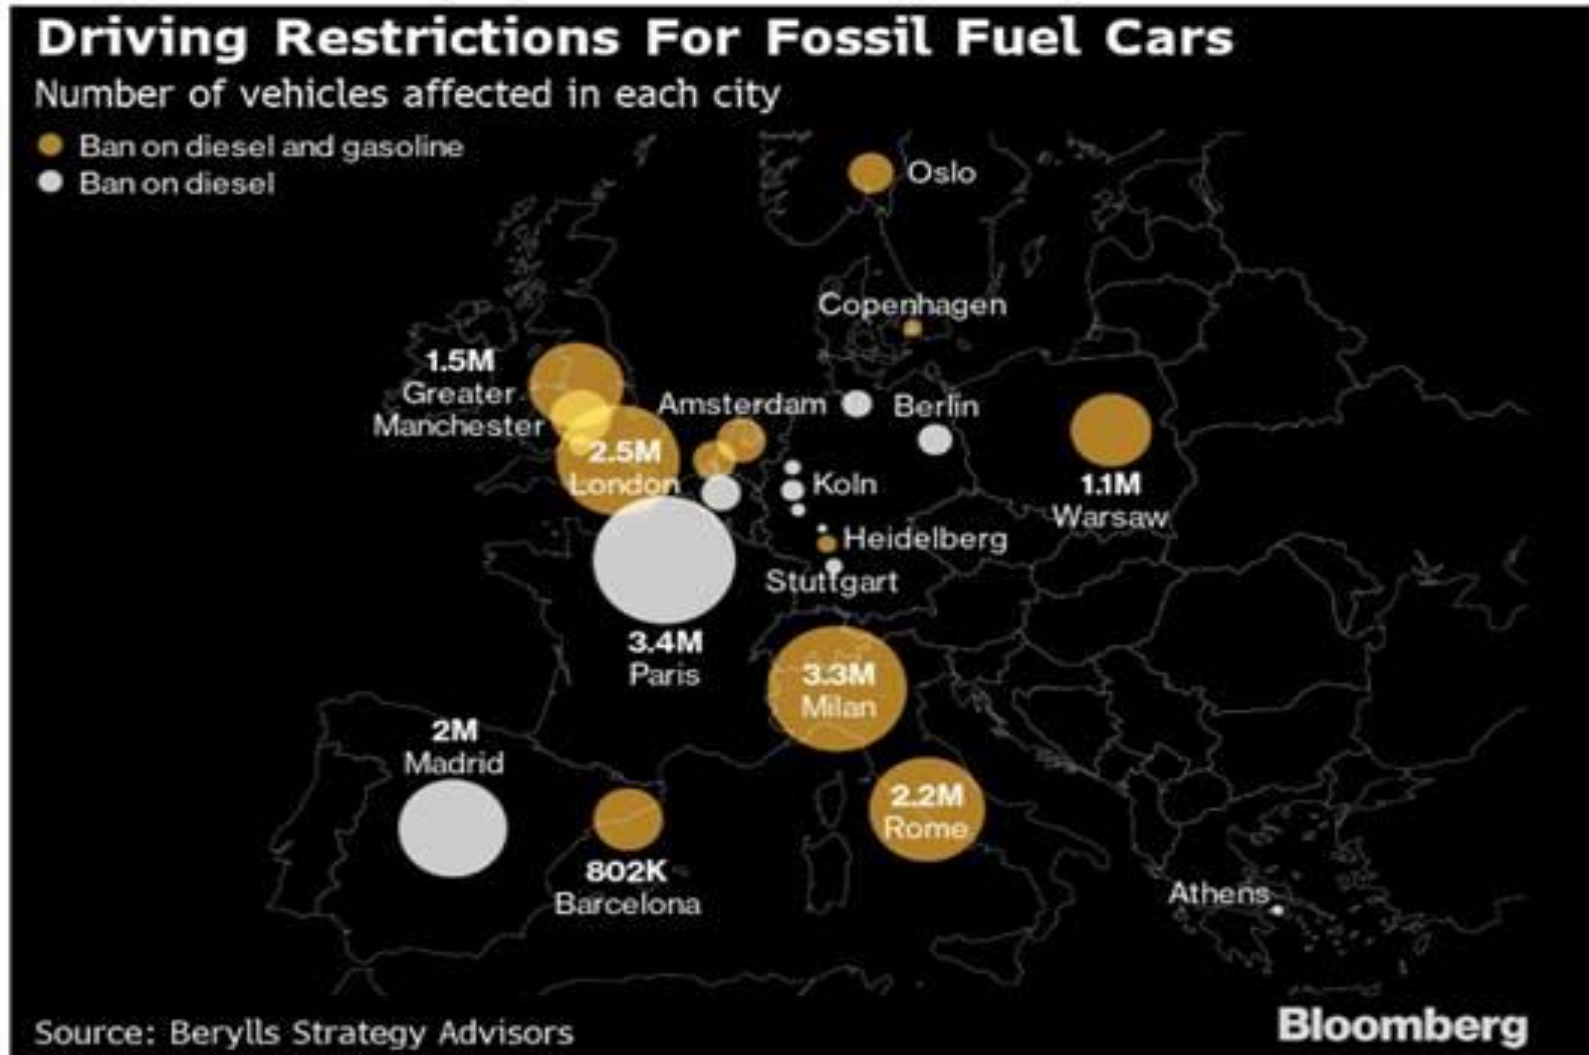 Driving Restrictions For Fossil Fuel Cars
Number of vehicles affected in each city
Ban on diesel and gasoline
Ban on diesel
Oslo
Copenhagen
1.5M
Greater
Manchester
Amsterdam
Berlin
2.5M
London
Koln
1.1M
Warsaw
Heidelberg
Stuttgart
3.4M
Paris
3.3M
Milan
2M
Madrid
2.2M
Rome
802K
Barcelona
Athens
Source: Berylls Strategy Advisors
Bloomberg